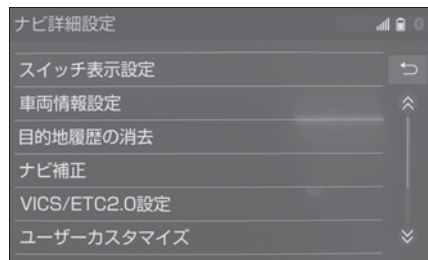 ナビ詳細設定
スイッチ表示設定
車両情報設定
目的地履歴の消去
ナビ補正
VICS/ETC2.0設定
ユーザーカスタマイズ